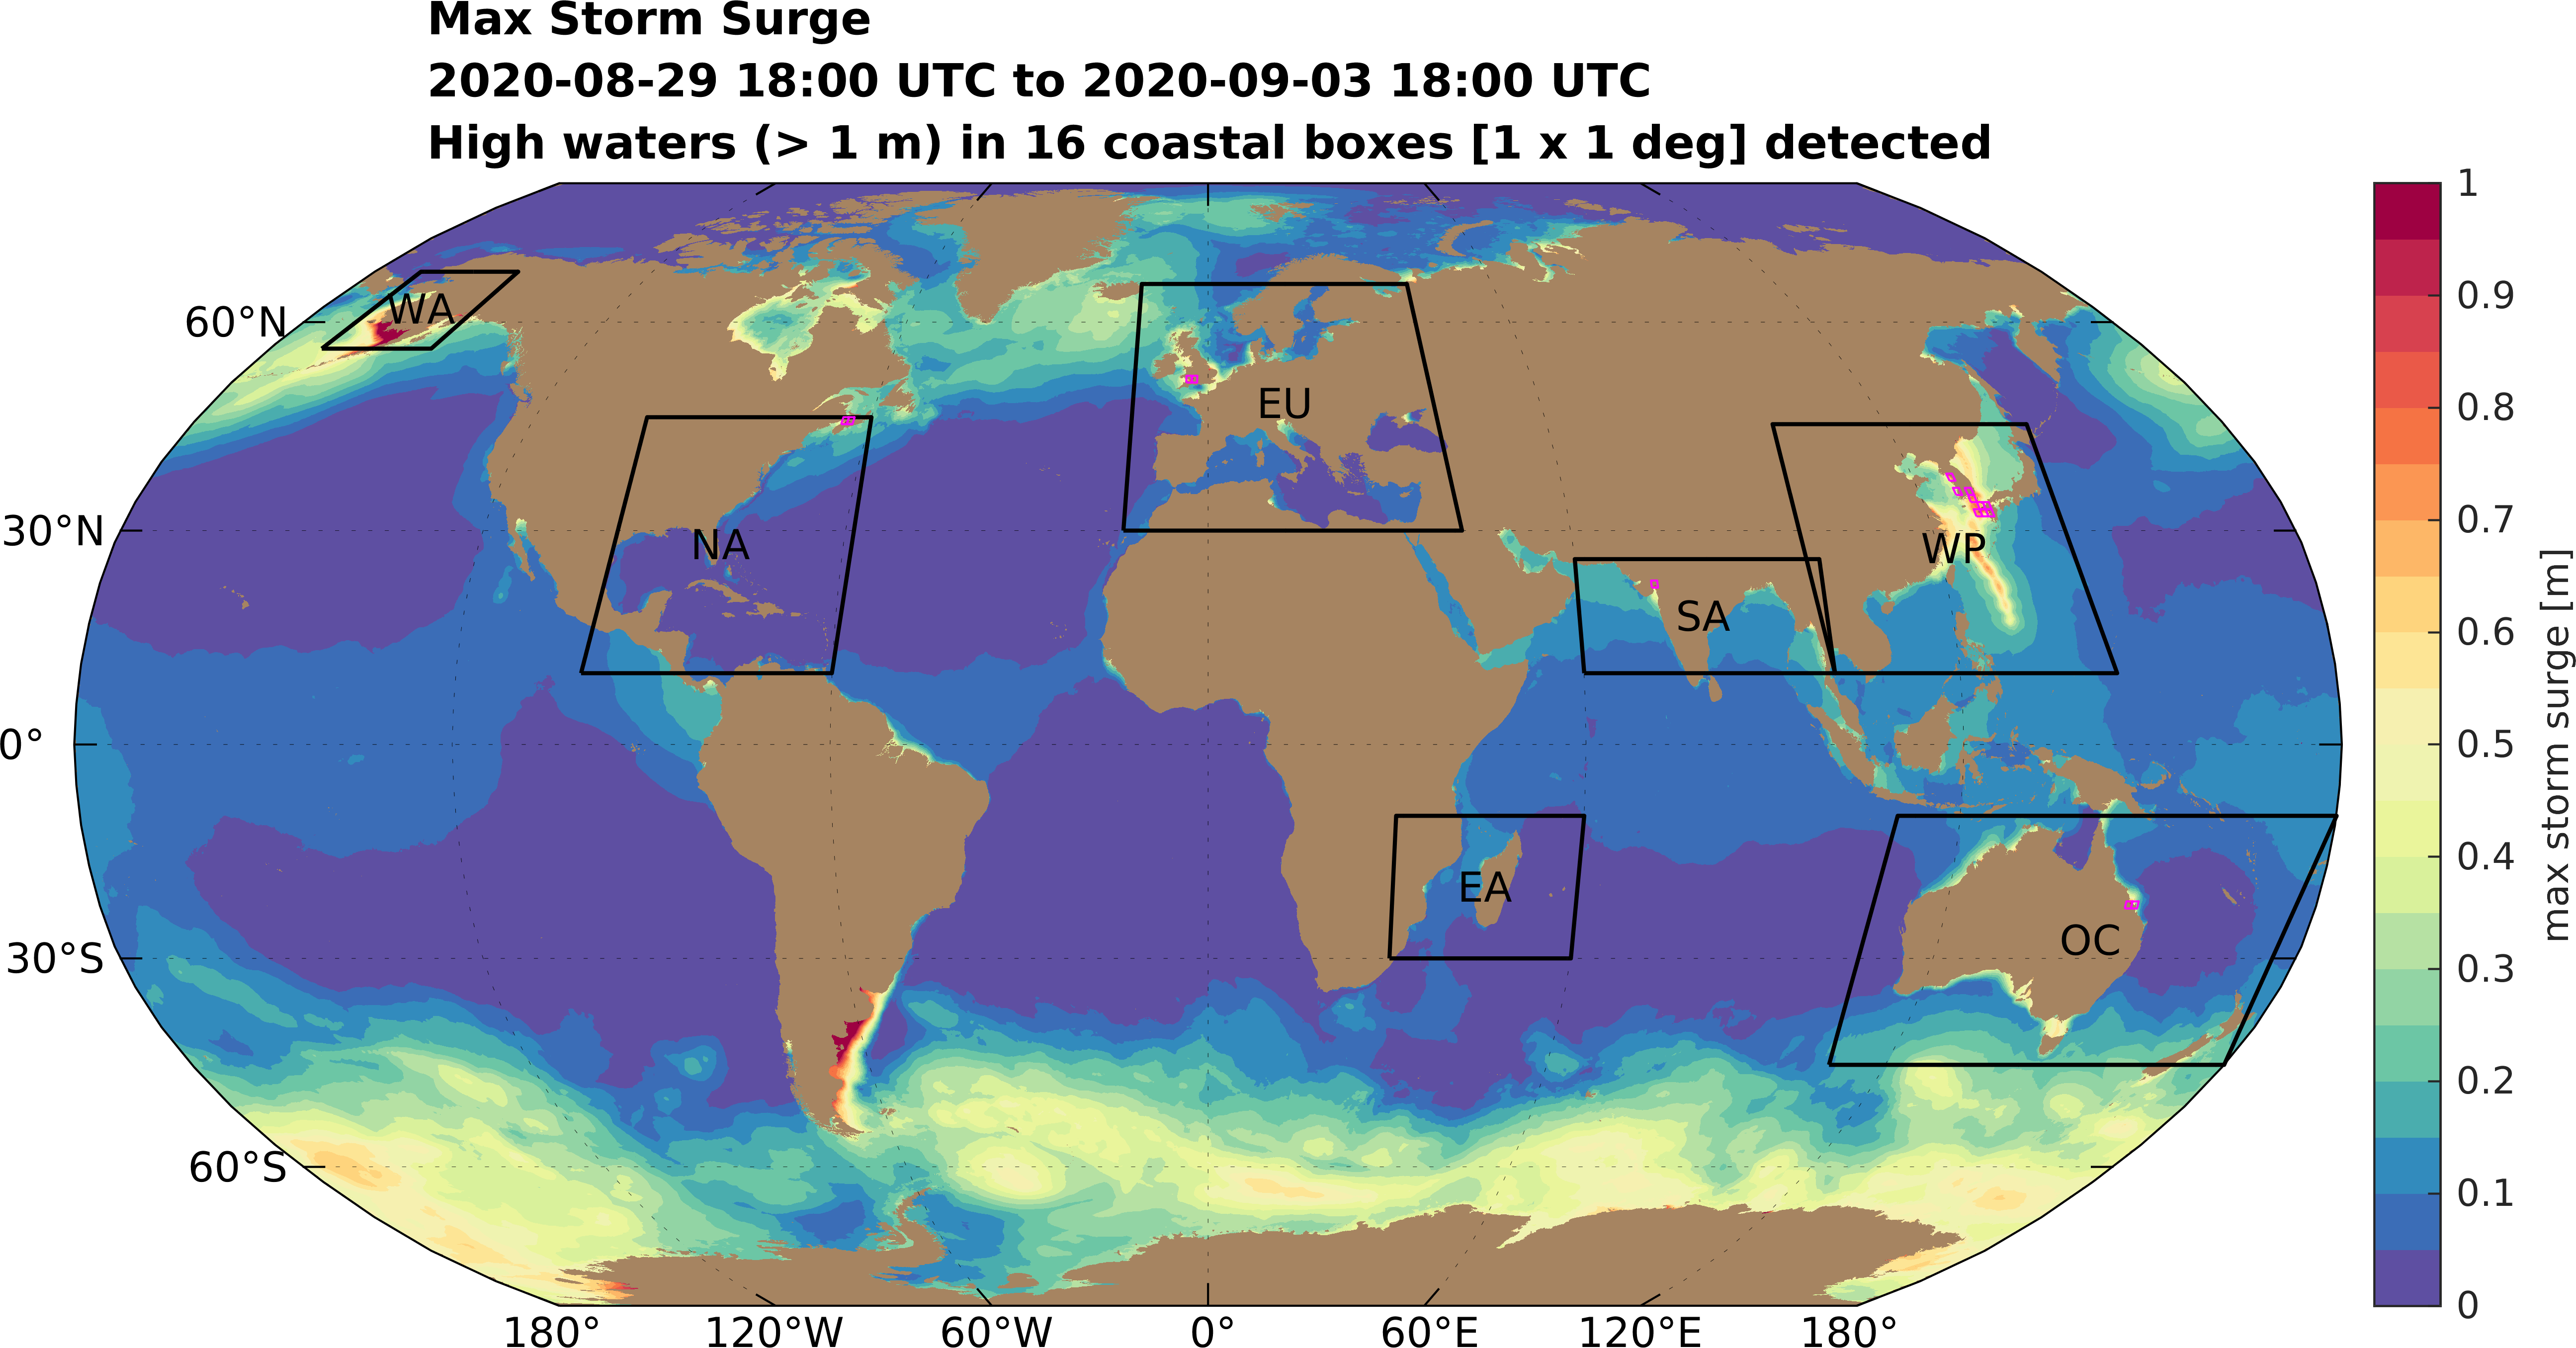 Max Storm Surge
2020-08-29 18:00 UTC to 2020-09-03 18:00 UTC
High waters (> 1 m) in 16 coastal boxes [1 x 1 deg] detected
60°N
30°N
0°
30°S
60°S
WA
NA
EU
SA
WP
EA
OC
180°
120°W
60°W
0°
60°E
120°E
180°
1
0.9
0.8
0.7
0.6
0.5
0.4
0.3
0.2
0.1
0
max storm surge [m]